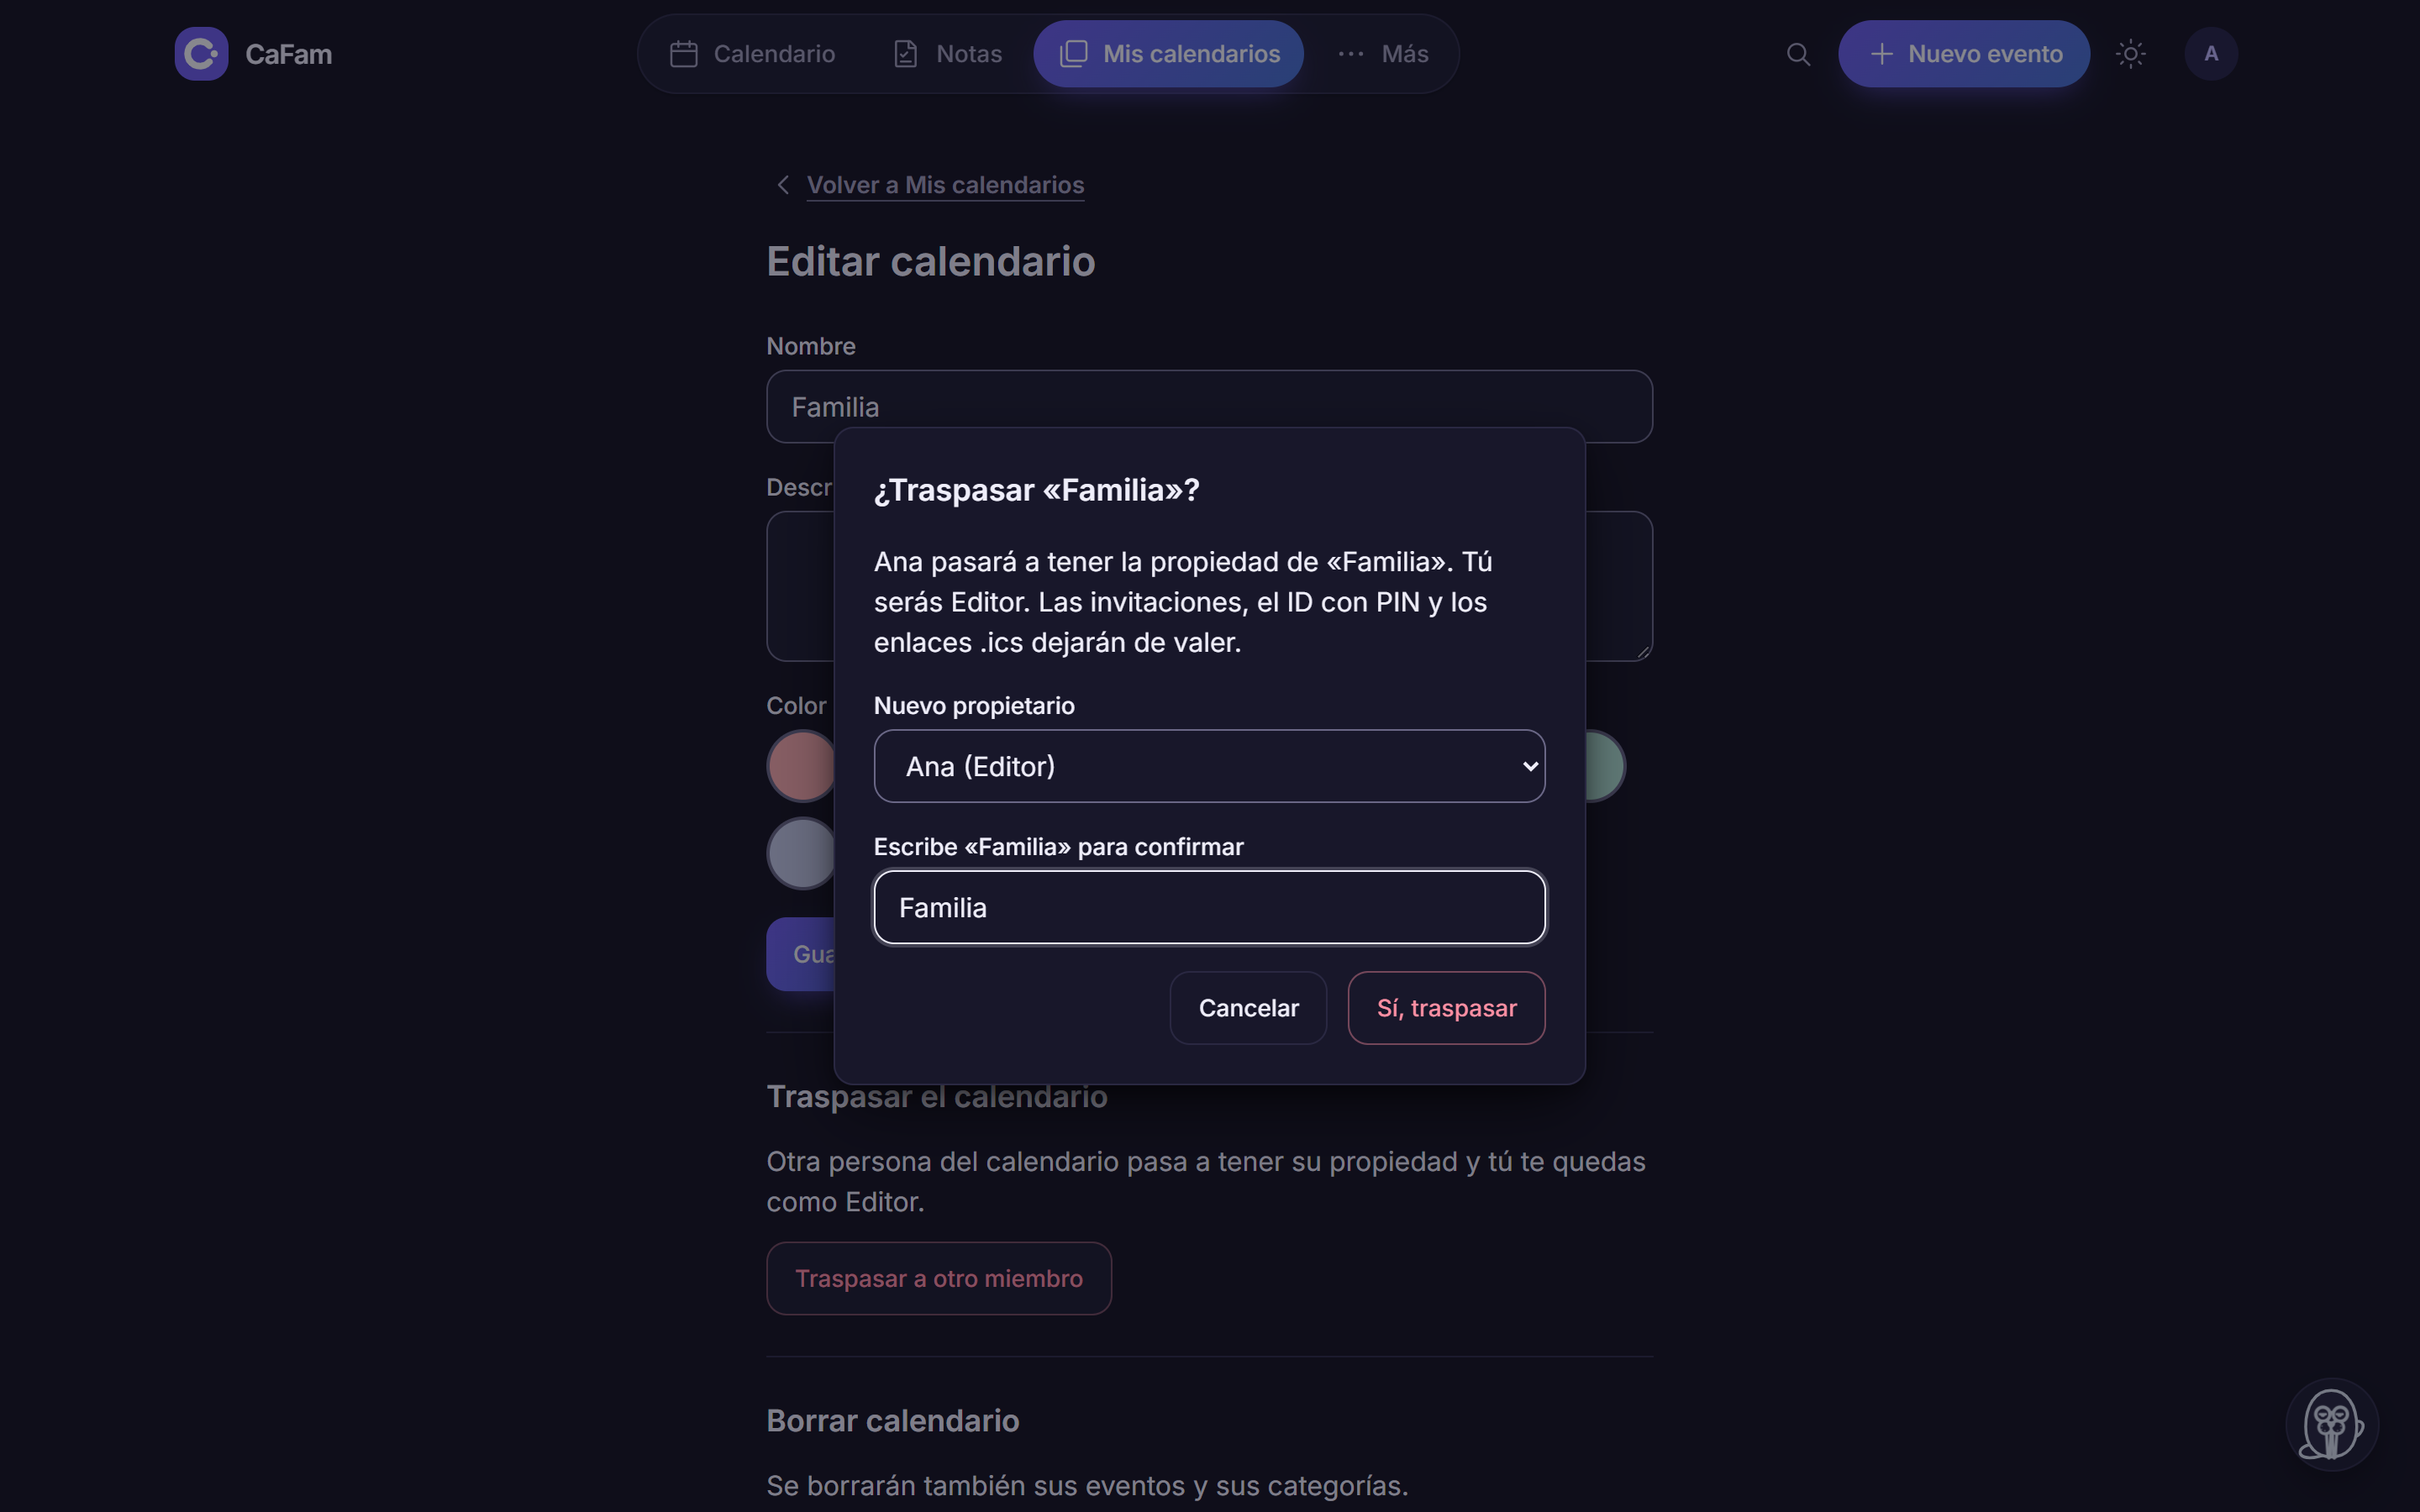 CaFam
Calendario
Notas
Mis calendarios
Más
Nuevo evento
A
Volver a Mis calendarios
Editar calendario
Nombre
Familia
¿Traspasar «Familia»?
Ana pasará a tener la propiedad de «Familia». Tú
serás Editor. Las invitaciones, el ID con PIN y los
enlaces .ics dejarán de valer.
Color
Nuevo propietario
Ana (Editor)
Escribe «Familia» para confirmar
Familia
Cancelar
Sí, traspasar
Traspasar el calendario
Otra persona del calendario pasa a tener su propiedad y tú te quedas
como Editor.
Traspasar a otro miembro
Borrar calendario
Se borrarán también sus eventos y sus categorías.